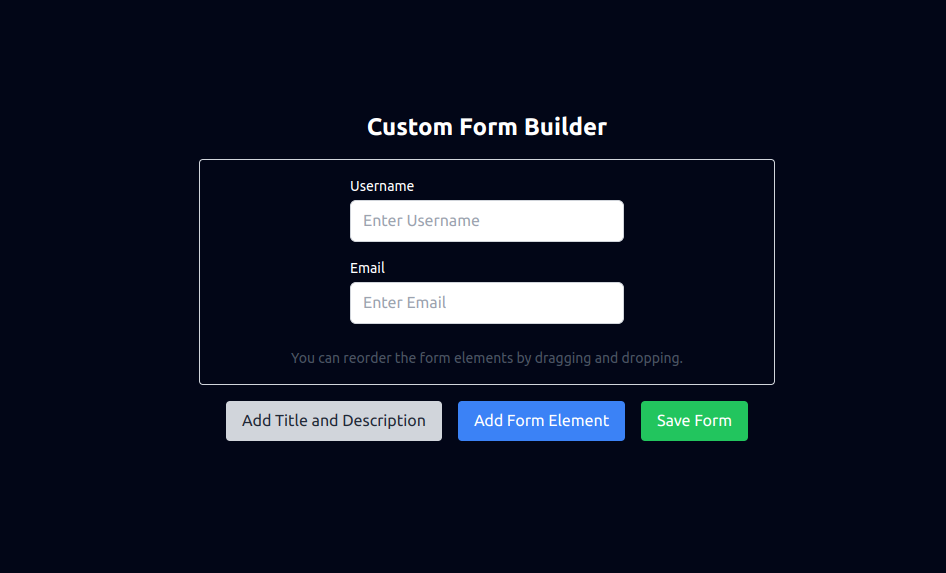 Custom Form Builder
Username
Enter Username
Email
Enter Email
You can reorder the form elements by dragging and dropping.
Add Title and Description Add Form Element Save Form